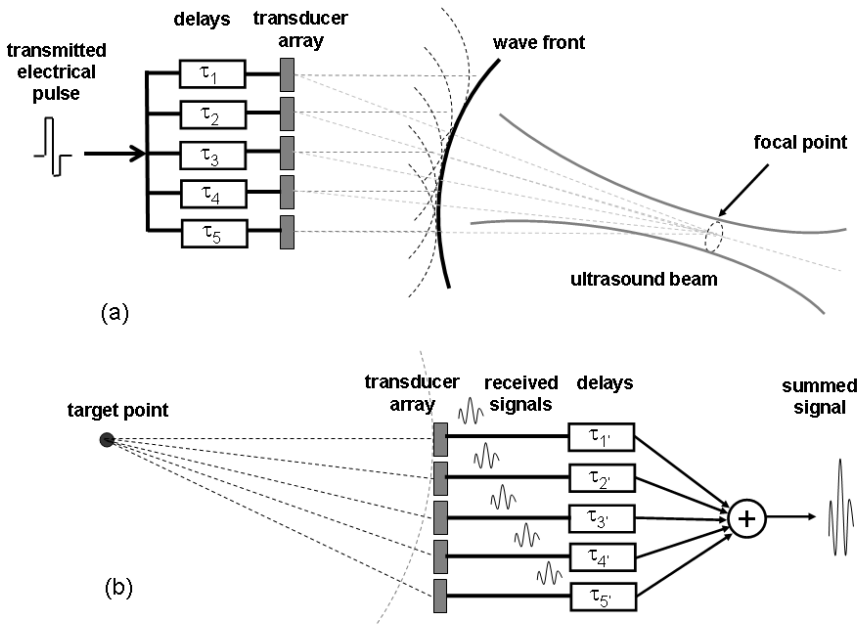 delays
transducer
array
transmitted
electrical
pulse
wave front
τ1
τ2
τ3
τ4
τ5
focal point
ultrasound beam
(a)
transducer
array
received
signals
delays
summed
signal
target point
τ1'
τ2'
τ3'
τ4'
τ5'
+
(b)